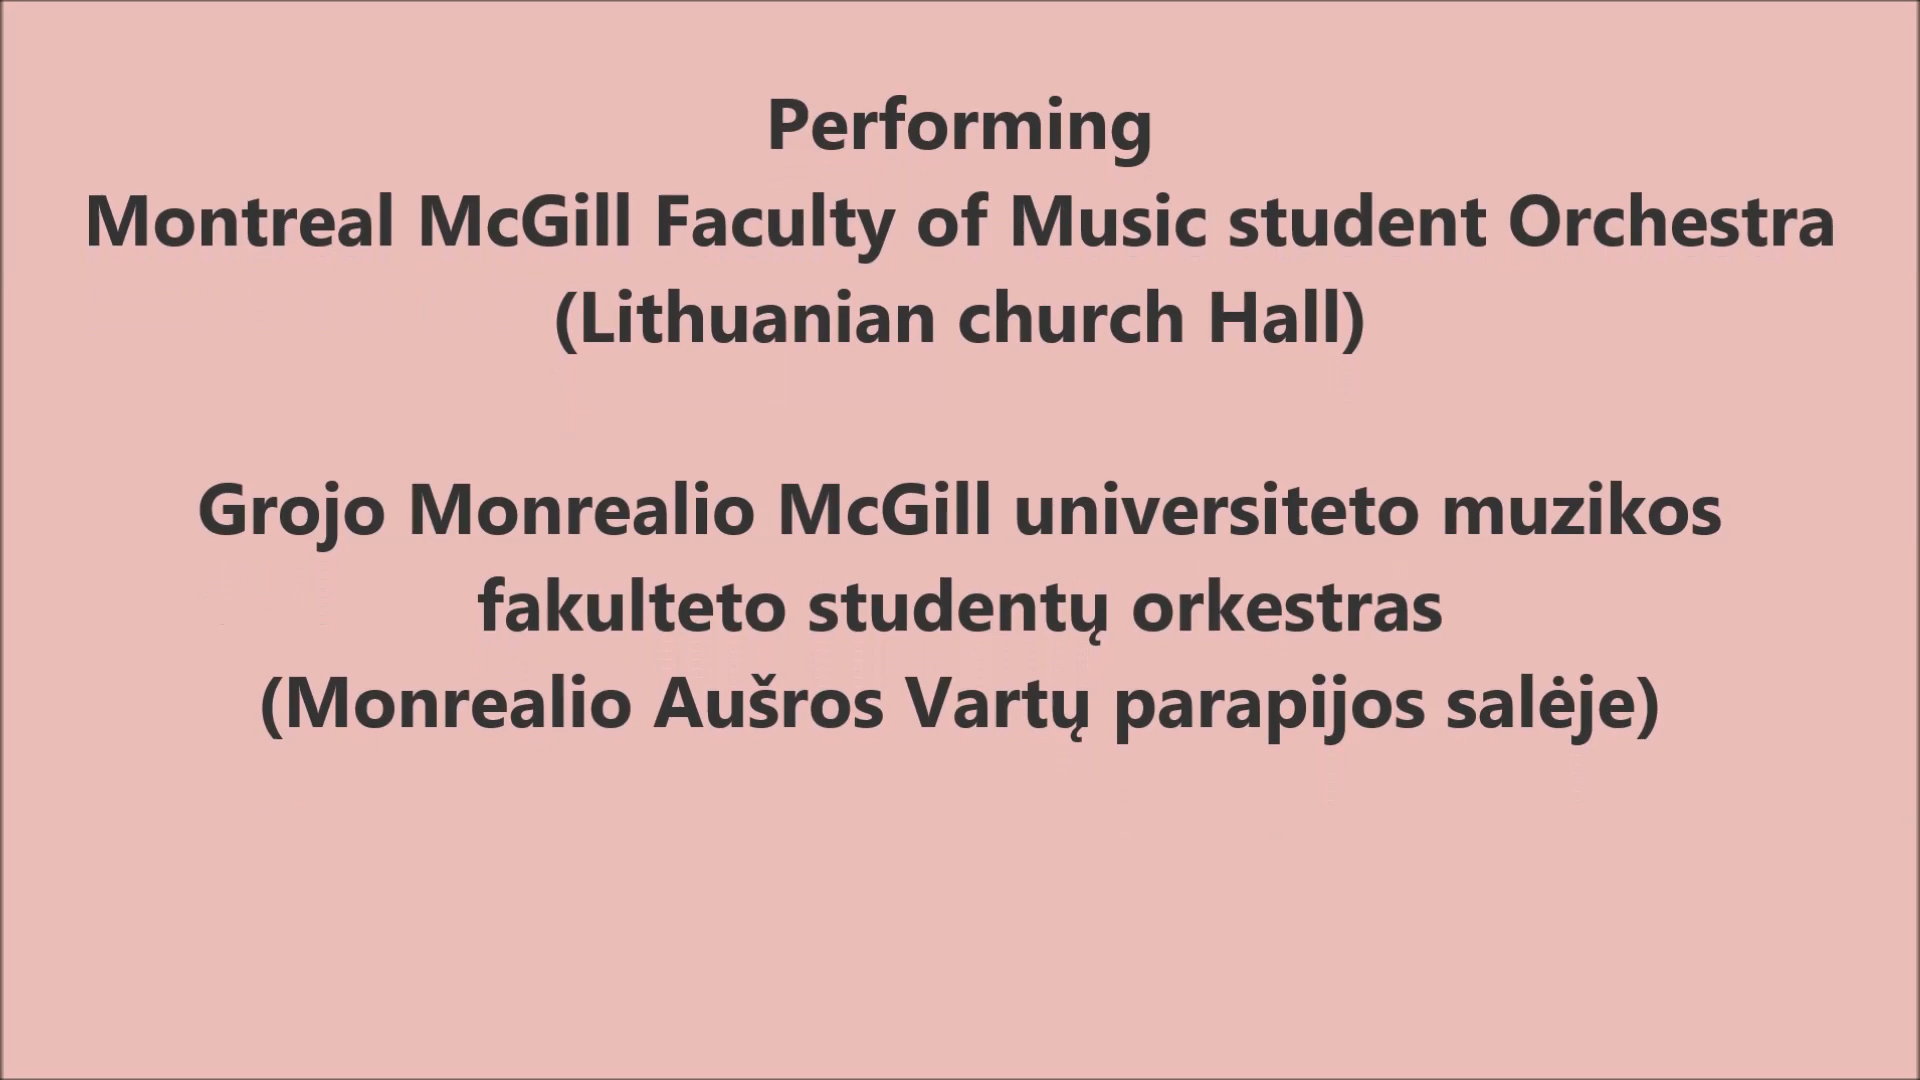 Performing
Montreal McGill Faculty of Music student Orchestra
(Lithuanian church Hall)
Grojo Monrealio McGill universiteto muzikos
fakulteto studentų orkestras
(Monrealio Aušros Vartų parapijos salėje)